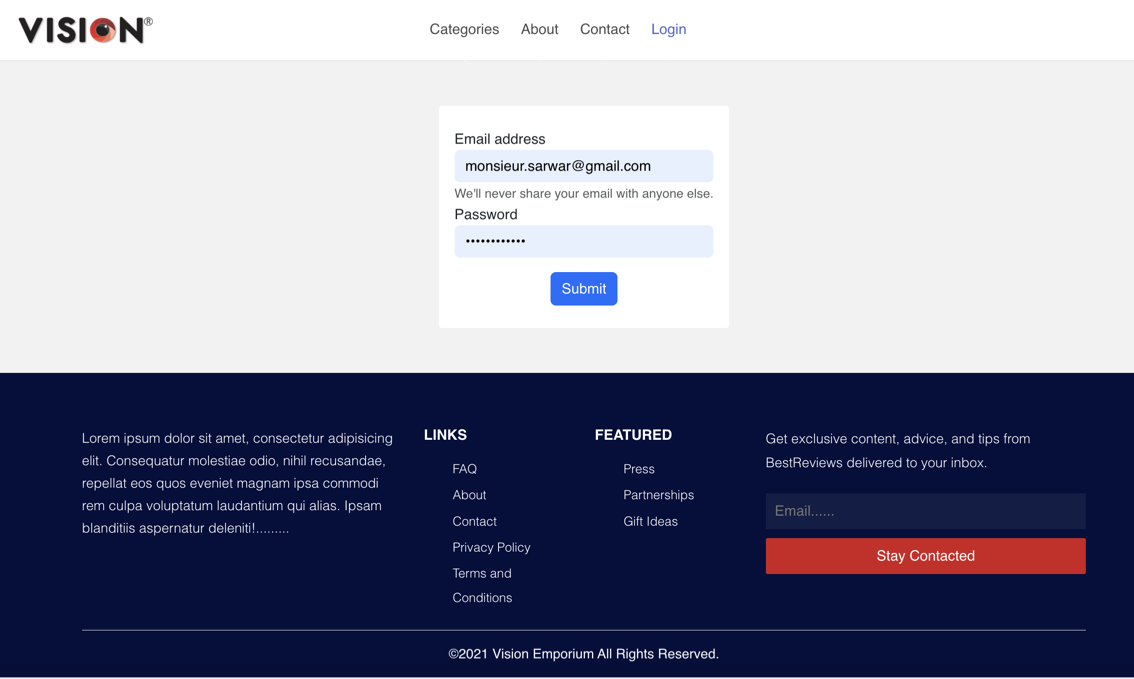 VISION®
Categories About Contact Login
Email address
monsieur.sarwar@gmail.com
We'll never share your email with anyone else.
Password
••••••••••••
Submit
Lorem ipsum dolor sit amet, consectetur adipisicing
elit. Consequatur molestiae odio, nihil recusandae,
repellat eos quos eveniet magnam ipsa commodi
rem culpa voluptatum laudantium qui alias. Ipsam
blanditiis aspernatur deleniti!.........
LINKS
FAQ
About
Contact
Privacy Policy
Terms and
Conditions
FEATURED
Press
Partnerships
Gift Ideas
Get exclusive content, advice, and tips from
BestReviews delivered to your inbox.
Email......
Stay Contacted
©2021 Vision Emporium All Rights Reserved.